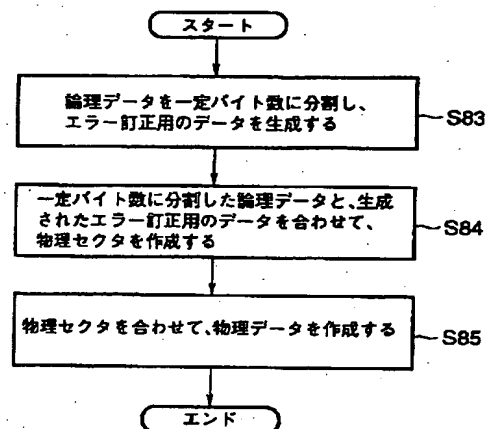 スタート
論理データを一定バイト数に分割し、
エラー訂正用のデータを生成する
S83
一定バイト数に分割した論理データと、生成
されたエラー訂正用のデータを合わせて、
物理セクタを作成する
S84
物理セクタを合わせて、物理データを作成する
S85
エンド